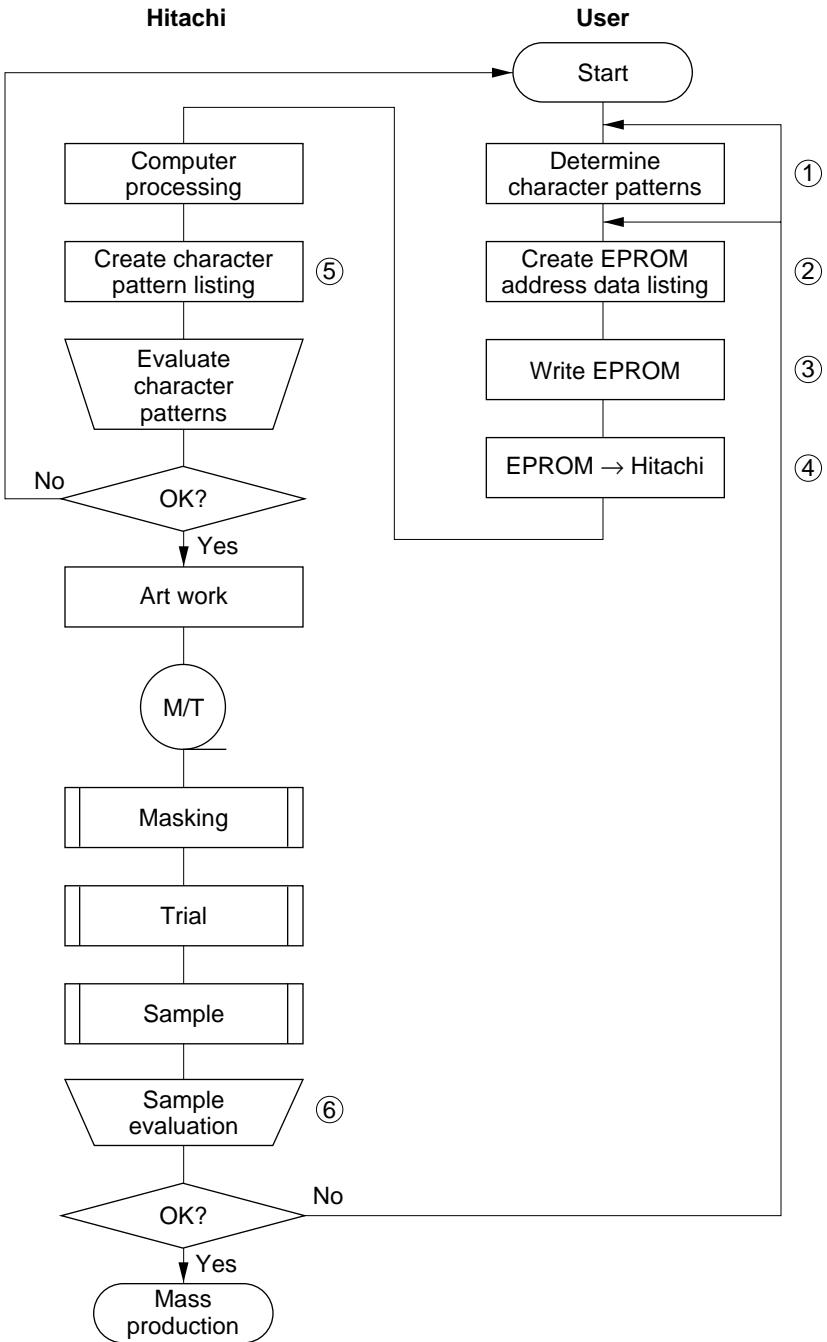 Hitachi
User
Start
Computer
processing
Determine
character patterns
①
Create character
pattern listing
⑤
Create EPROM
address data listing
②
Evaluate
character
patterns
Write EPROM
③
EPROM → Hitachi
④
No
OK?
Yes
Art work
M/T
Masking
Trial
Sample
Sample
evaluation
⑥
OK?
No
Yes
Mass
production